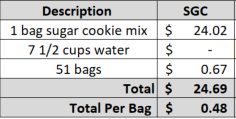 Description SGC
1 bag sugar cookie mix $ 24.02
7 1/2 cups water $ -
51 bags $ 0.67
Total $ 24.69
Total Per Bag $ 0.48